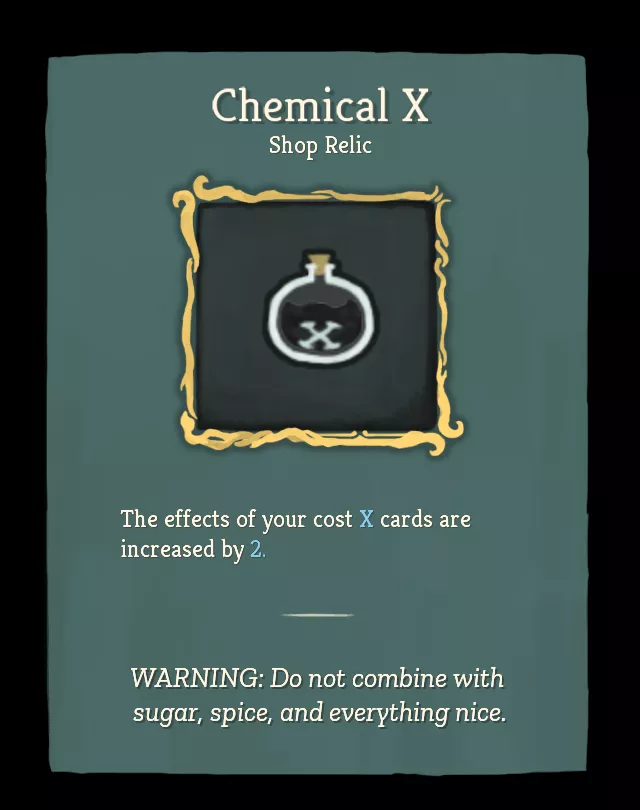 Chemical X
Shop Relic
X
The effects of your cost X cards are
increased by 2.
WARNING: Do not combine with
sugar, spice, and everything nice.